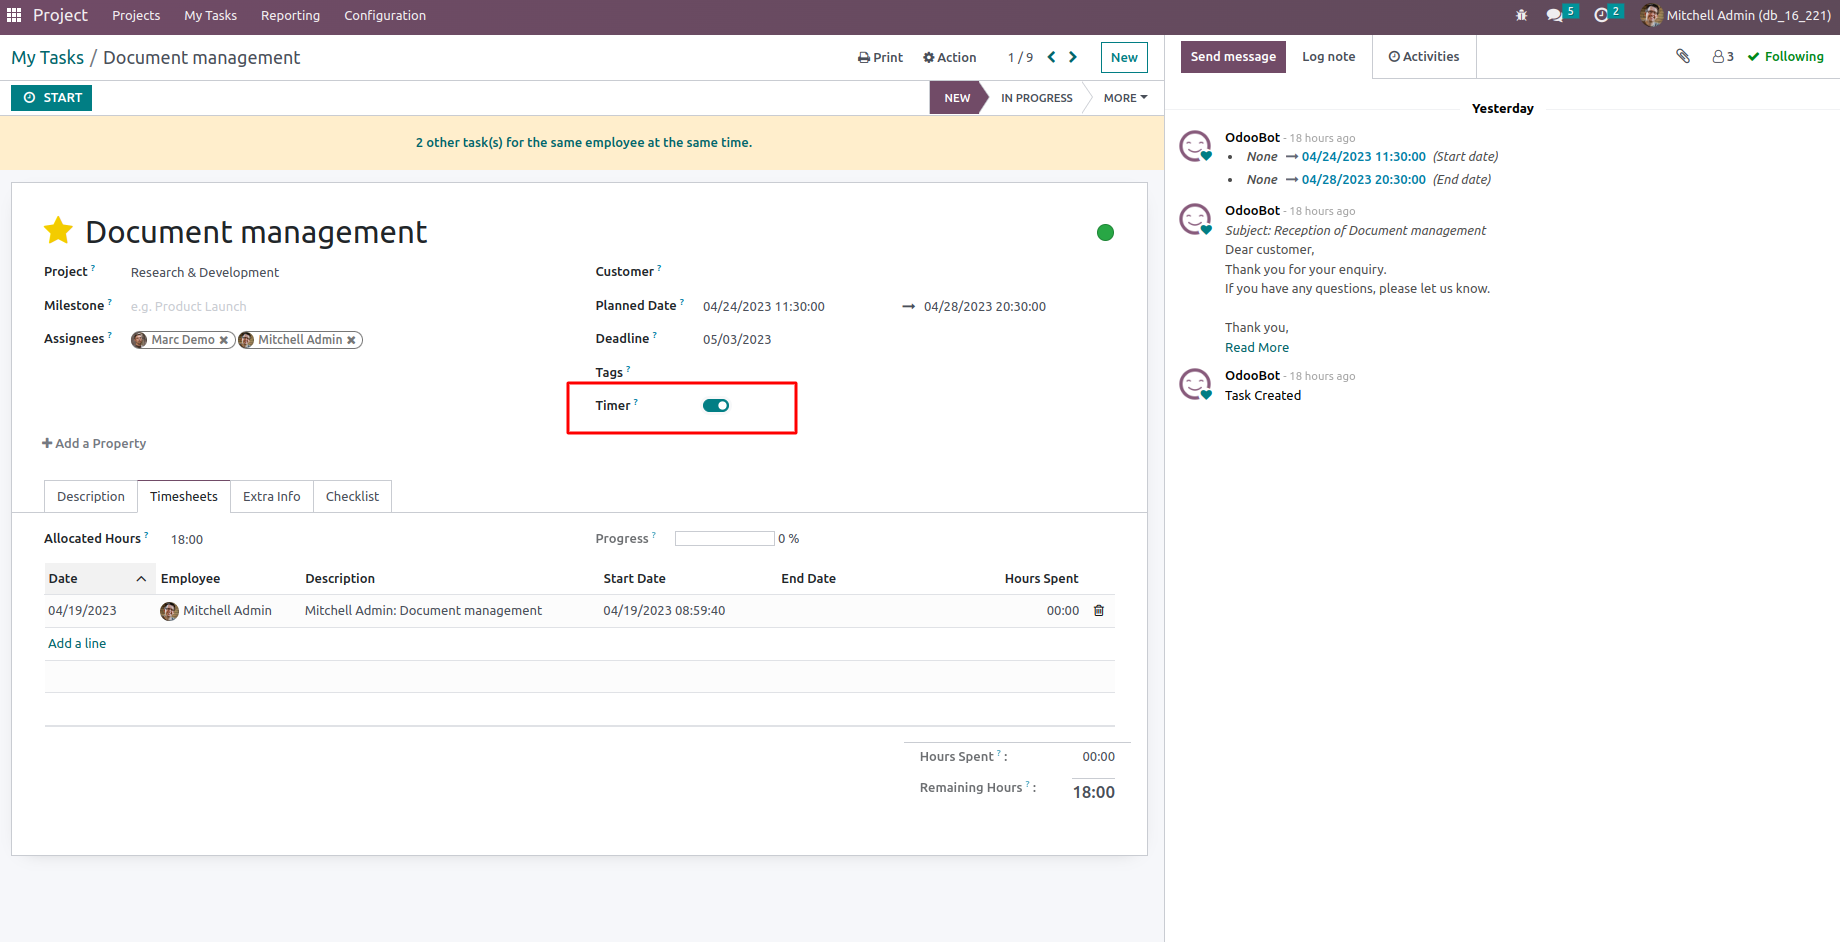 Project Projects My Tasks Reporting Configuration 5 2 Mitchell Admin (db_16_221)
My Tasks / Document management Print Action 1 / 9 New
START NEW IN PROGRESS MORE
2 other task(s) for the same employee at the same time.
Document management
Project ? Research & Development Customer ?
Milestone ? e.g. Product Launch Planned Date ? 04/24/2023 11:30:00 → 04/28/2023 20:30:00
Assignees ? Marc Demo Mitchell Admin Deadline ? 05/03/2023
Tags ?
Timer ?
Add a Property
Description Timesheets Extra Info Checklist
Allocated Hours ? 18:00 Progress ? 0 %
Date Employee Description Start Date End Date Hours Spent
04/19/2023 Mitchell Admin Mitchell Admin: Document management 04/19/2023 08:59:40 00:00
Add a line
Hours Spent ? : 00:00
Remaining Hours ? : 18:00
Send message Log note Activities 3 Following
Yesterday
OdooBot - 18 hours ago
• None → 04/24/2023 11:30:00 (Start date)
• None → 04/28/2023 20:30:00 (End date)
OdooBot - 18 hours ago
Subject: Reception of Document management
Dear customer,
Thank you for your enquiry.
If you have any questions, please let us know.
Thank you,
Read More
OdooBot - 18 hours ago
Task Created